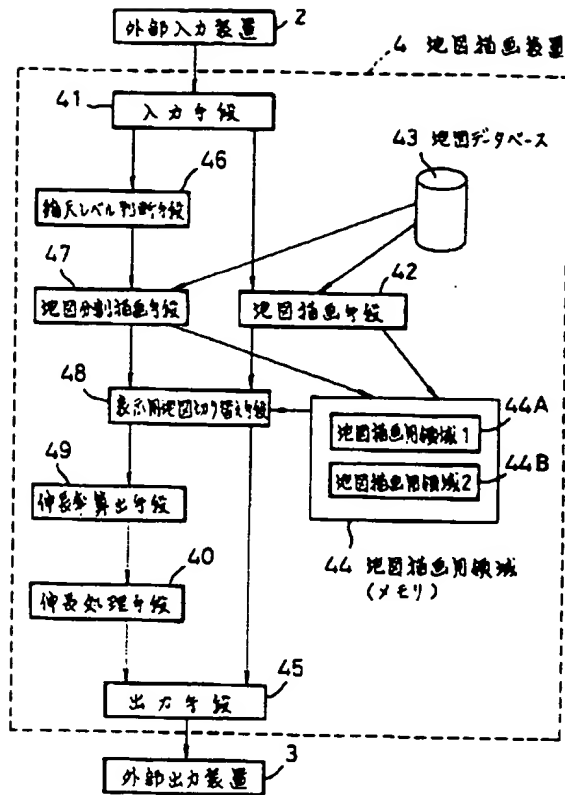 外部入力装置 2
4 地図描画装置
41
入力手段
43 地図データベース
46
縮尺レベル判断手段
47
地図分割描画手段
42
地図描画手段
48
表示用地図切り替え手段
44A
地図描画用領域1
44B
地図描画用領域2
44 地図描画用領域
(メモリ)
49
伸長率算出手段
40
伸長処理手段
45
出力手段
外部出力装置 3